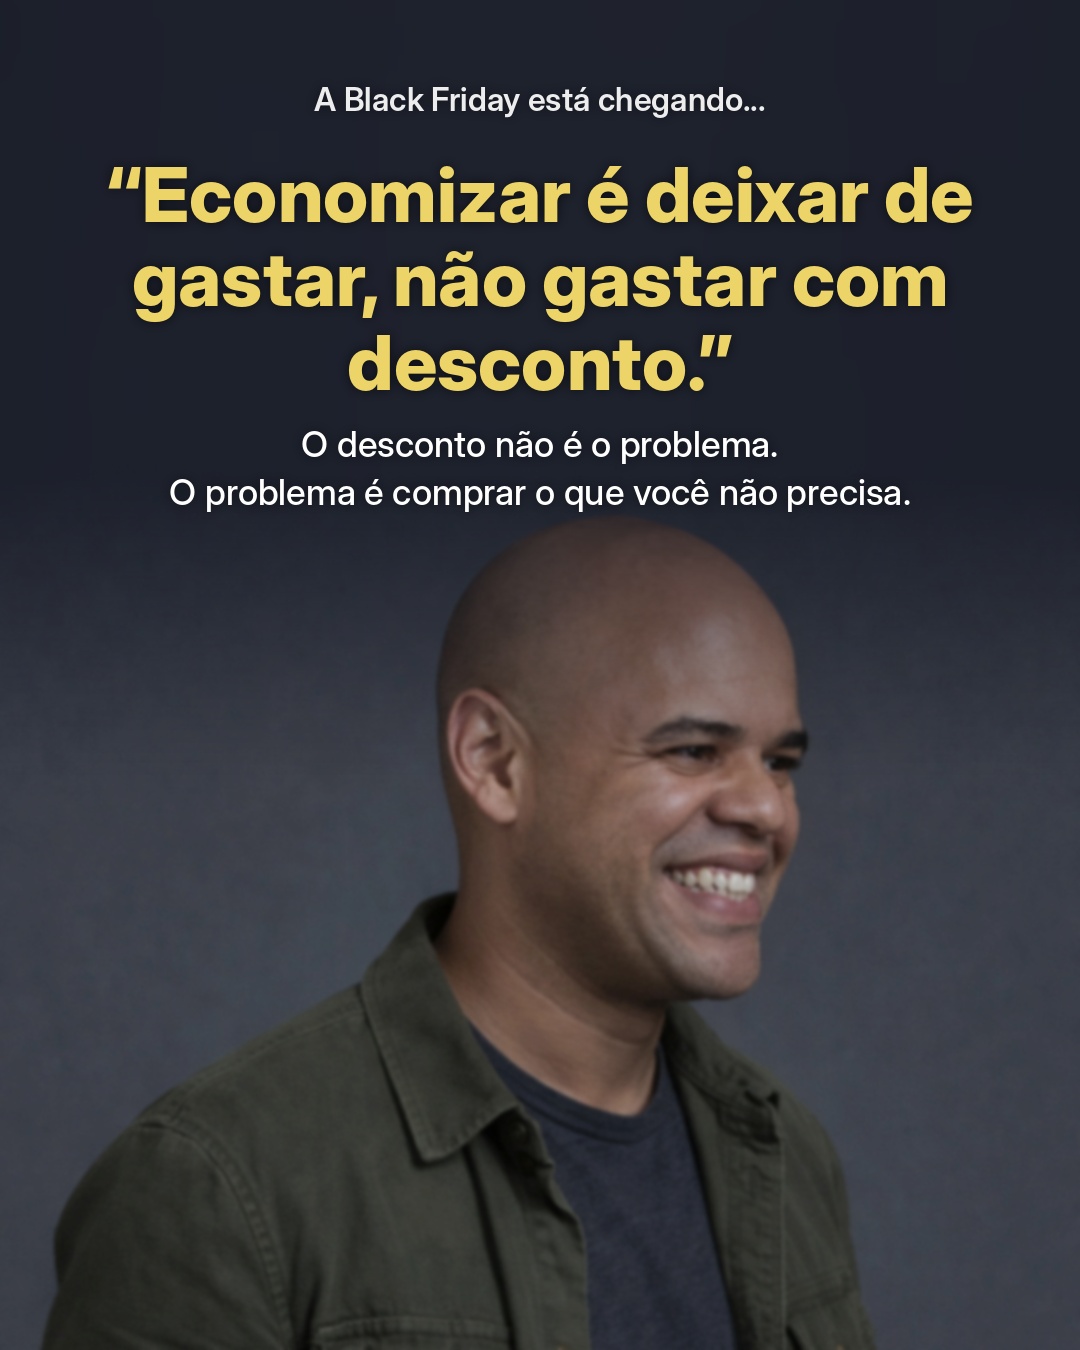 A Black Friday está chegando...
“Economizar é deixar de
gastar, não gastar com
desconto.”
O desconto não é o problema.
O problema é comprar o que você não precisa.